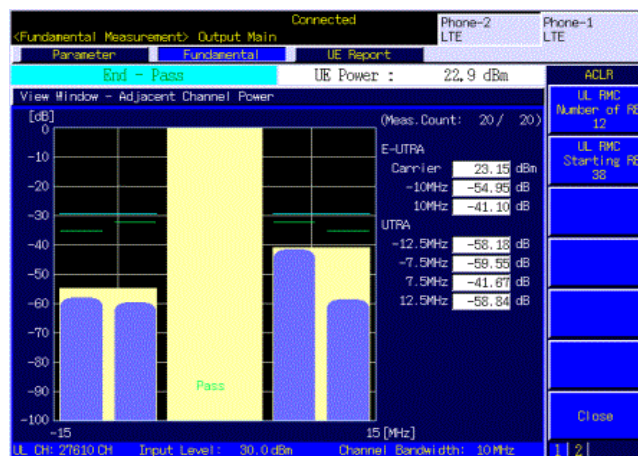 Connected
Phone-2
LTE
Phone-1
LTE
<Fundamental Measurement> Output Main
Parameter
Fundamental
UE Report
End - Pass
UE Power : 22.9 dBm
ACLR
View Window - Adjacent Channel Power
UL RMC
Number of RB
12
UL RMC
Starting RB
38
Close
1 2
[dB]
(Meas.Count: 20/ 20)
0
-10
-20
-30
-40
-50
-60
-70
-80
-90
-100
Pass
-15
15[MHz]
E-UTRA
Carrier 23.15 dBm
-10MHz -54.95 dB
10MHz -41.10 dB
UTRA
-12.5MHz -58.18 dB
-7.5MHz -59.55 dB
7.5MHz -41.67 dB
12.5MHz -58.84 dB
UL CH: 27610 CH Input Level: 30.0 dBm Channel Bandwidth: 10 MHz